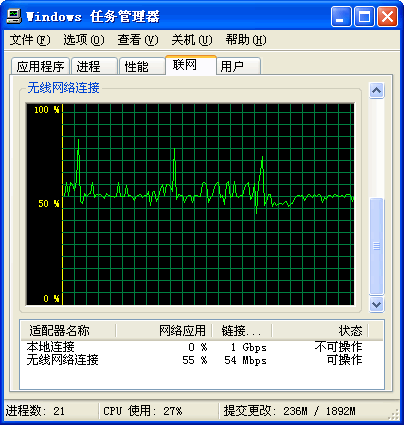 Windows 任务管理器
文件(F) 选项(O) 查看(V) 关机(U) 帮助(H)
应用程序 进程 性能 联网 用户
无线网络连接
100 %
50 %
0 %
适配器名称 网络应用 链接... 状态
本地连接 0 % 1 Gbps 不可操作
无线网络连接 55 % 54 Mbps 可操作
进程数: 21 CPU 使用: 27% 提交更改: 236M / 1892M